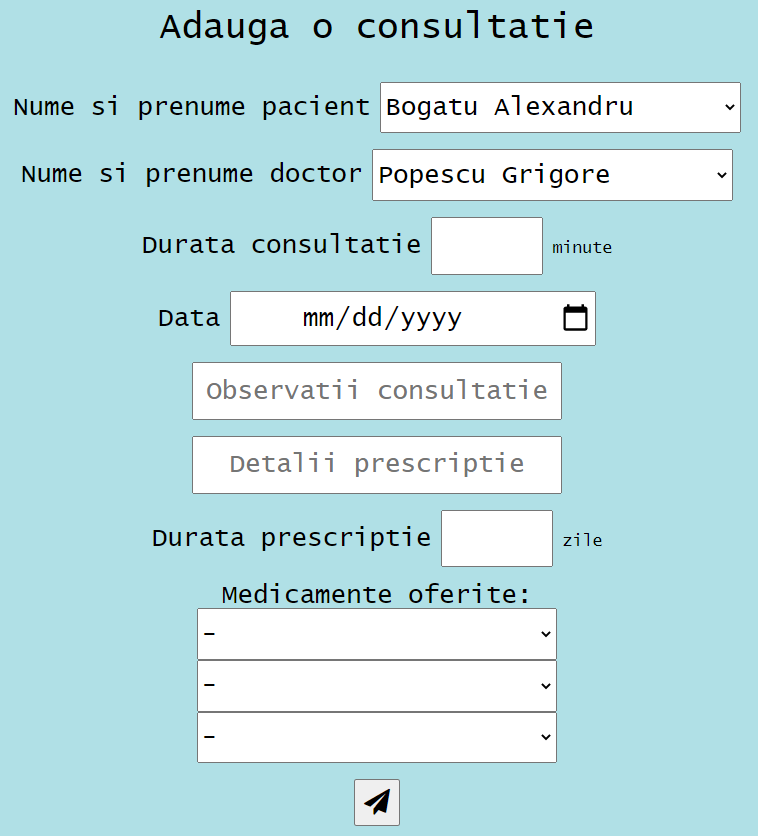 Adauga o consultatie
Nume si prenume pacient Bogatu Alexandru
Nume si prenume doctor Popescu Grigore
Durata consultatie minute
Data mm/dd/yyyy
Observatii consultatie
Detalii prescriptie
Durata prescriptie zile
Medicamente oferite:
–
–
–